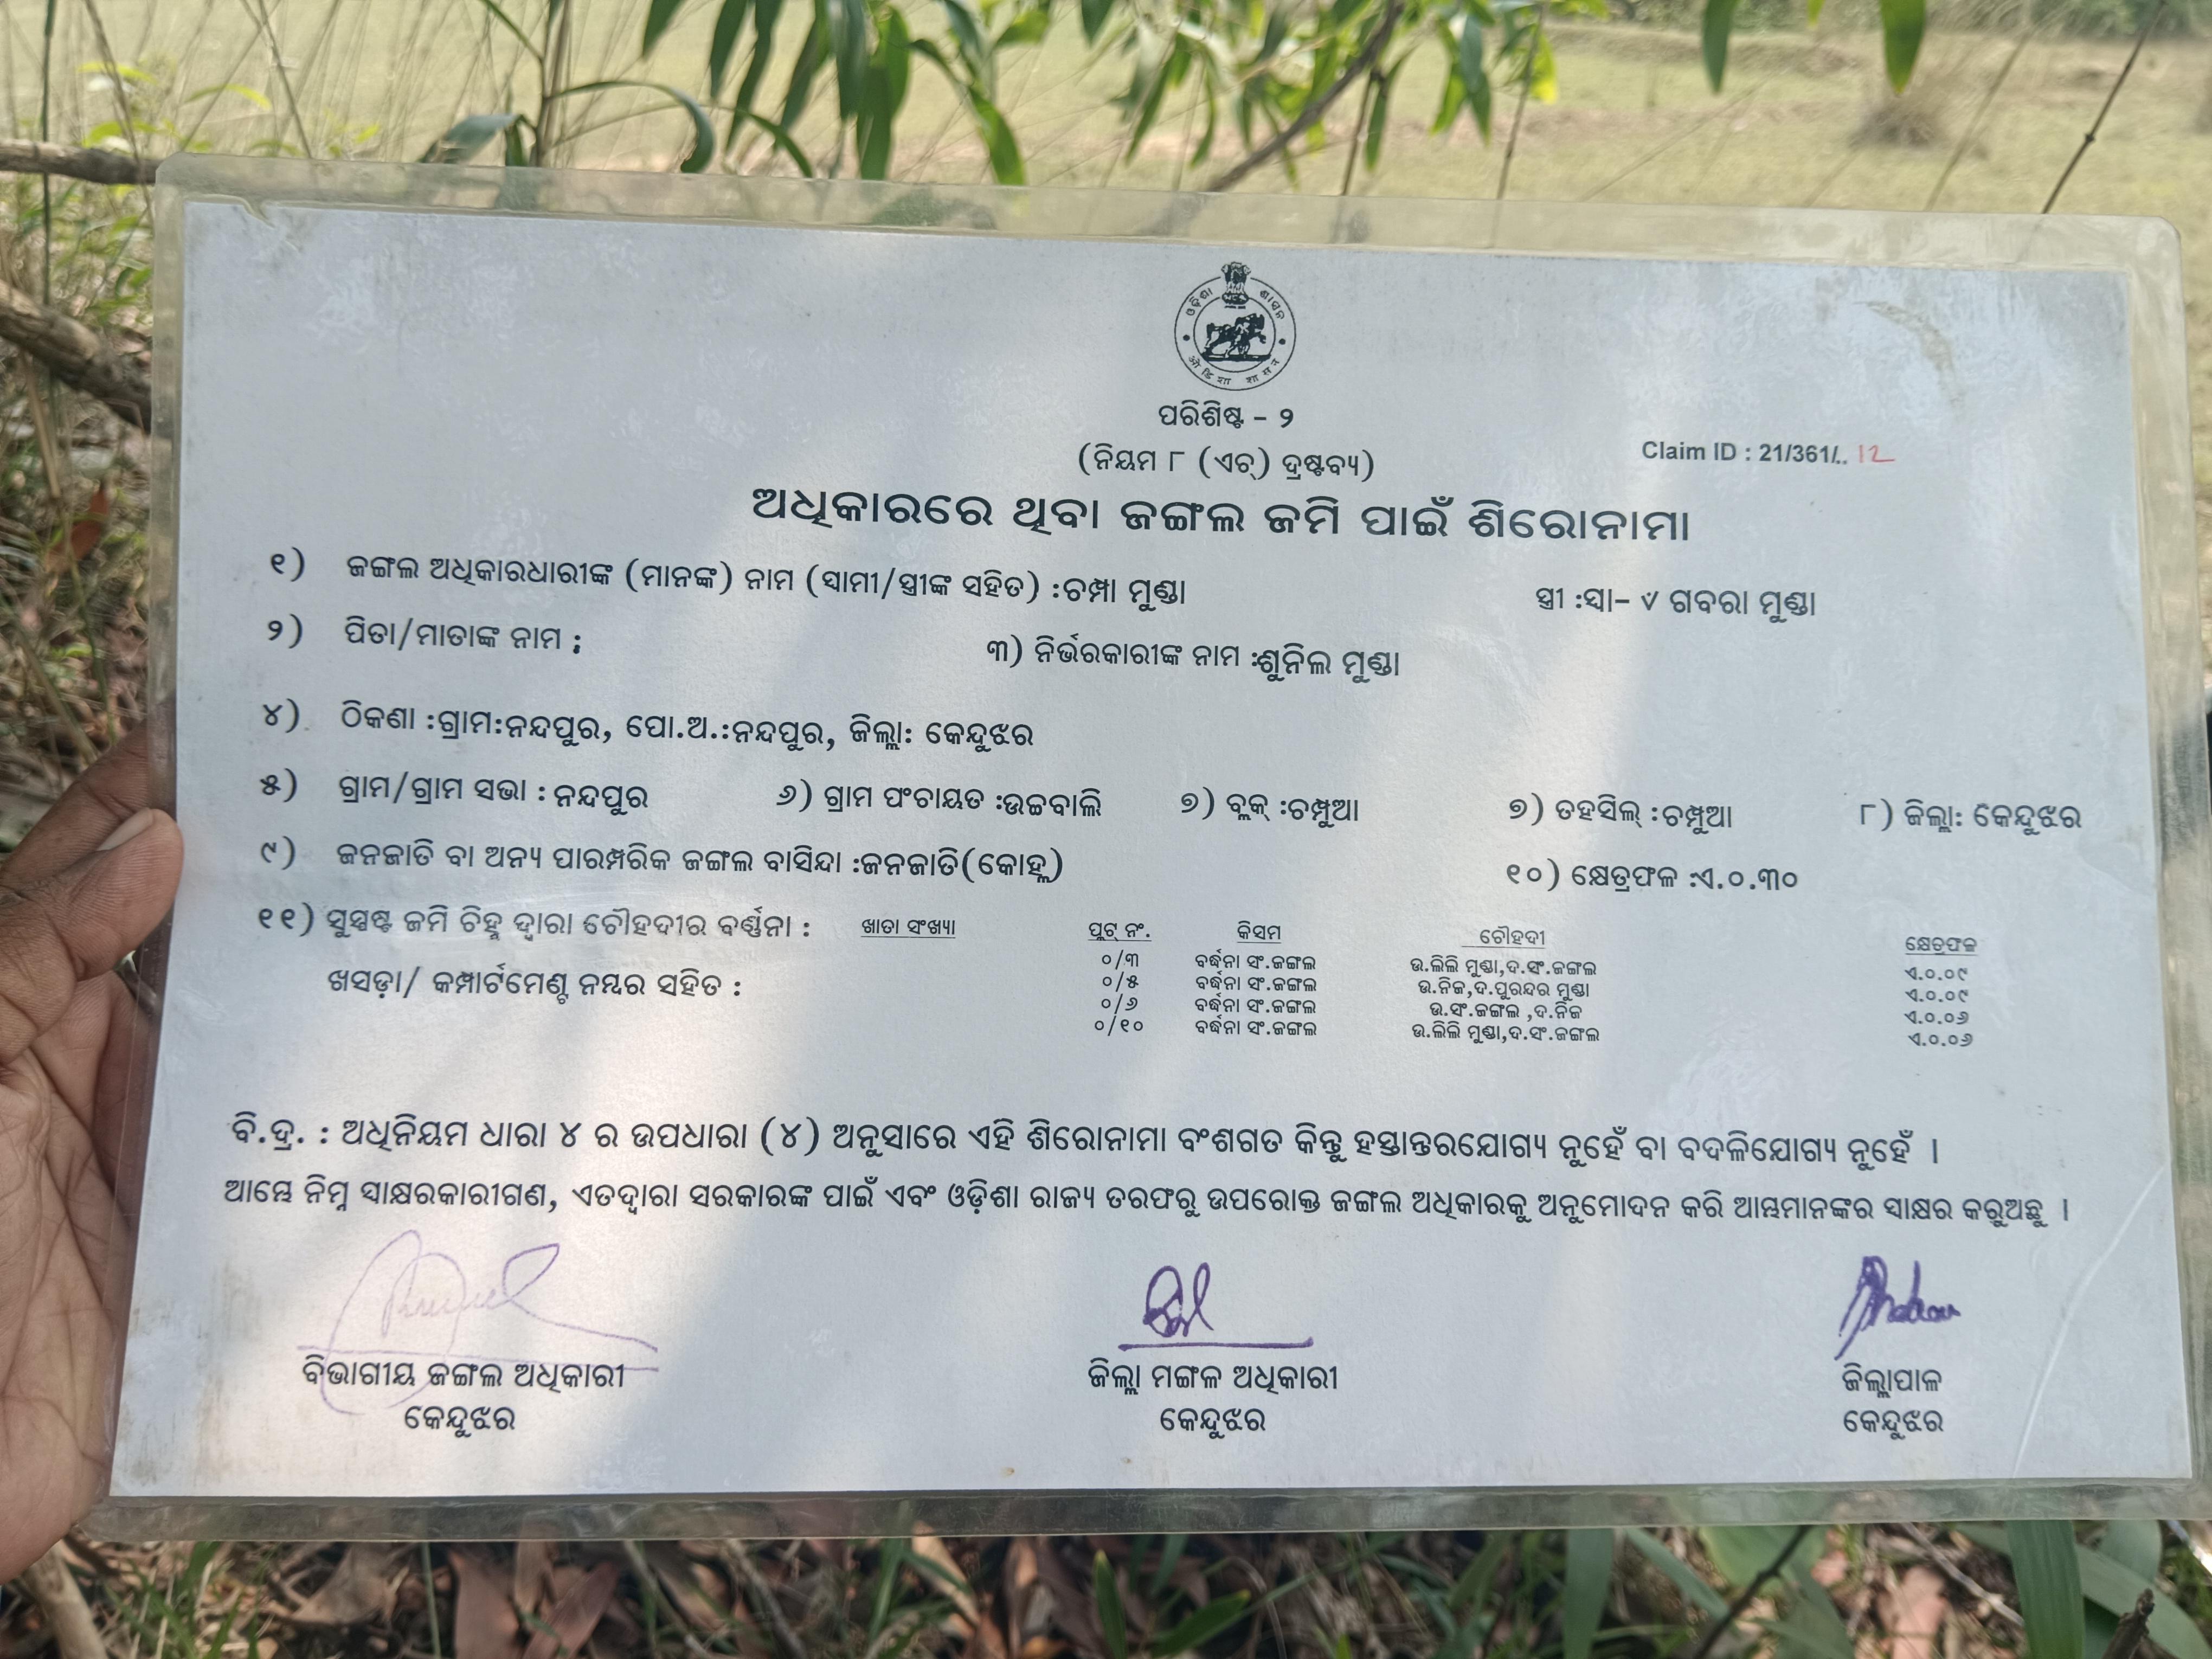 ଓଡ଼ିଶା ଶାସନ
ओडिशा शासन
ପରିଶିଷ୍ଟ - ୨
(ନିୟମ ୮ (ଏଚ୍) ଦ୍ରଷ୍ଟବ୍ୟ)
Claim ID : 21/361/.. 12
ଅଧିକାରରେ ଥିବା ଜଙ୍ଗଲ ଜମି ପାଇଁ ଶିରୋନାମା
୧) ଜଙ୍ଗଲ ଅଧିକାରଧାରୀଙ୍କ (ମାନଙ୍କ) ନାମ (ସ୍ୱାମୀ/ସ୍ତ୍ରୀଙ୍କ ସହିତ) :ଚମ୍ପା ମୁଣ୍ଡା ସ୍ତ୍ରୀ :ସ୍ୱା- ୰ ଗବରା ମୁଣ୍ଡା
୨) ପିତା/ମାତାଙ୍କ ନାମ : ୩) ନିର୍ଭରକାରୀଙ୍କ ନାମ :ଶୁନିଲ ମୁଣ୍ଡା
୪) ଠିକଣା :ଗ୍ରାମ:ନନ୍ଦପୁର, ପୋ.ଅ.:ନନ୍ଦପୁର, ଜିଲ୍ଲା: କେନ୍ଦୁଝର
୫) ଗ୍ରାମ/ଗ୍ରାମ ସଭା : ନନ୍ଦପୁର ୬) ଗ୍ରାମ ପଂଚାୟତ :ଉଚ୍ଚବାଲି ୭) ବ୍ଲକ୍ :ଚମ୍ପୁଆ ୭) ତହସିଲ୍ :ଚମ୍ପୁଆ ୮) ଜିଲ୍ଲା: କେନ୍ଦୁଝର
୯) ଜନଜାତି ବା ଅନ୍ୟ ପାରମ୍ପରିକ ଜଙ୍ଗଲ ବାସିନ୍ଦା :ଜନଜାତି(କୋହ୍ଲ) ୧୦) କ୍ଷେତ୍ରଫଳ :ଏ.୦.୩୦
୧୧) ସୁସ୍ପଷ୍ଟ ଜମି ଚିହ୍ନ ଦ୍ୱାରା ଚୌହଦୀର ବର୍ଣ୍ଣନା : ଖାତା ସଂଖ୍ୟା ପ୍ଲଟ୍ ନଂ. କିସମ ଚୌହଦୀ କ୍ଷେତ୍ରଫଳ
୦/୩ ବର୍ଦ୍ଧନା ସଂ.ଜଙ୍ଗଲ ଉ.ଲିଲି ମୁଣ୍ଡା,ଦ.ସଂ.ଜଙ୍ଗଲ ଏ.୦.୦୯
ଖସଡ଼ା/ କମ୍ପାର୍ଟମେଣ୍ଟ ନମ୍ବର ସହିତ : ୦/୫ ବର୍ଦ୍ଧନା ସଂ.ଜଙ୍ଗଲ ଉ.ନିଜ,ଦ.ପୁରନ୍ଦର ମୁଣ୍ଡା ଏ.୦.୦୯
୦/୬ ବର୍ଦ୍ଧନା ସଂ.ଜଙ୍ଗଲ ଉ.ସଂ.ଜଙ୍ଗଲ ,ଦ.ନିଜ ଏ.୦.୦୬
୦/୧୦ ବର୍ଦ୍ଧନା ସଂ.ଜଙ୍ଗଲ ଉ.ଲିଲି ମୁଣ୍ଡା,ଦ.ସଂ.ଜଙ୍ଗଲ ଏ.୦.୦୬
ବି.ଦ୍ର. : ଅଧିନିୟମ ଧାରା ୪ ର ଉପଧାରା (୪) ଅନୁସାରେ ଏହି ଶିରୋନାମା ବଂଶଗତ କିନ୍ତୁ ହସ୍ତାନ୍ତରଯୋଗ୍ୟ ନୁହେଁ ବା ବଦଳିଯୋଗ୍ୟ ନୁହେଁ ।
ଆମ୍ଭେ ନିମ୍ନ ସ୍ୱାକ୍ଷରକାରୀଗଣ, ଏତଦ୍ୱାରା ସରକାରଙ୍କ ପାଇଁ ଏବଂ ଓଡ଼ିଶା ରାଜ୍ୟ ତରଫରୁ ଉପରୋକ୍ତ ଜଙ୍ଗଲ ଅଧିକାରକୁ ଅନୁମୋଦନ କରି ଆମ୍ଭମାନଙ୍କର ସାକ୍ଷର କରୁଅଛୁ ।
ବିଭାଗୀୟ ଜଙ୍ଗଲ ଅଧିକାରୀ ଜିଲ୍ଲା ମଙ୍ଗଳ ଅଧିକାରୀ ଜିଲ୍ଲାପାଳ
କେନ୍ଦୁଝର କେନ୍ଦୁଝର କେନ୍ଦୁଝର